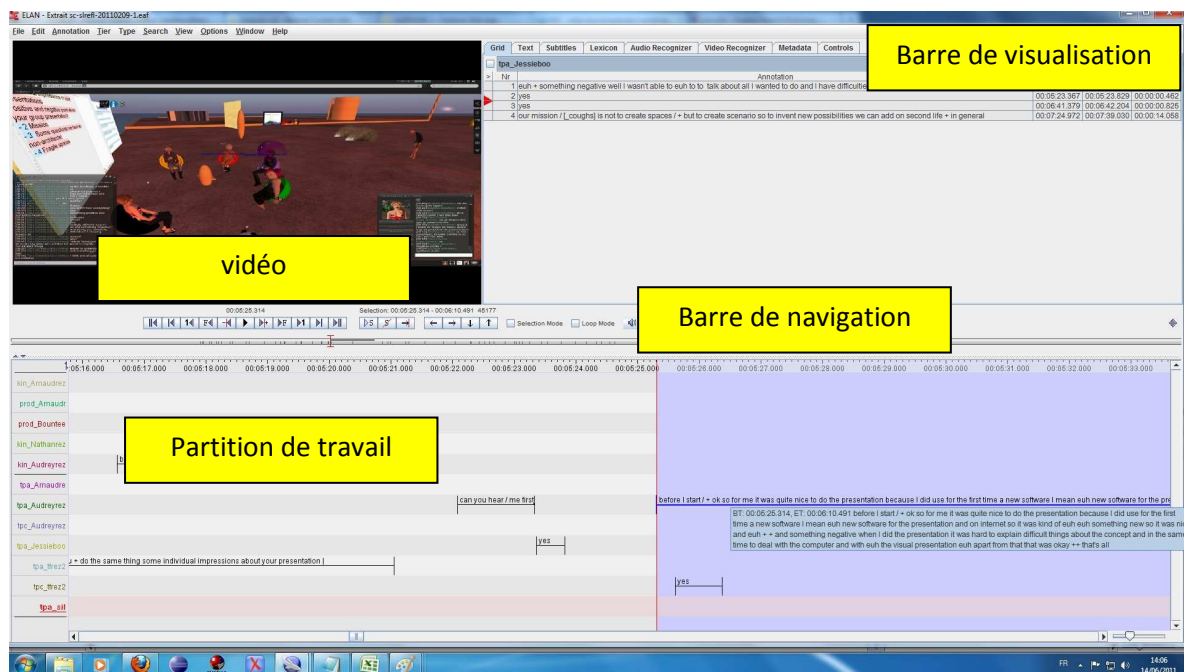 ELAN - Extrait sc-slrefl-20110209-1.eaf
File Edit Annotation Tier Type Search View Options Window Help
Grid Text Subtitles Lexicon Audio Recognizer Video Recognizer Metadata Controls
Barre de visualisation
tpa_Jessieboo
> Nr Annotation
1 euh + something negative well I wasn't able to euh to to talk about all I wanted to do and I have difficultie
2 yes 00:05:23.367 00:05:23.829 00:00:00.462
3 yes 00:06:41.379 00:06:42.204 00:00:00.825
4 our mission / [_coughs] is not to create spaces / + but to create scenario so to invent new possibilities we can add on second life + in general 00:07:24.972 00:07:39.030 00:00:14.058
your group presentation
vidéo
Barre de navigation
00:05:25.314 Selection: 00:05:25.314 - 00:06:10.491 45177
Selection Mode Loop Mode
05:16.000 00:05:17.000 00:05:18.000 00:05:19.000 00:05:20.000 00:05:21.000 00:05:22.000 00:05:23.000 00:05:24.000 00:05:25.000 00:05:26.000 00:05:27.000 00:05:28.000 00:05:29.000 00:05:30.000 00:05:31.000 00:05:32.000 00:05:33.000
kin_Arnaudrez
prod_Arnaudr
prod_Bountee
kin_Nathanrez
Partition de travail
kin_Audreyrez b
tpa_Arnaudre
tpa_Audreyrez can you hear / me first before I start / + ok so for me it was quite nice to do the presentation because I did use for the first time a new software I mean euh new software for the pre
BT: 00:05:25.314, ET: 00:06:10.491 before I start / + ok so for me it was quite nice to do the presentation because I did use for the first
time a new software I mean euh new software for the presentation and on internet so it was kind of euh euh something new so it was ni
and euh + + and something negative when I did the presentation it was hard to explain difficult things about the concept and in the same
time to deal with the computer and with euh the visual presentation euh apart from that that was okay ++ that's all
tpc_Audreyrez
tpa_Jessieboo yes
tpa_tfrez2 + do the same thing some individual impressions about your presentation |
tpc_tfrez2 yes
tpa_sil
FR 14:06
14/06/2011